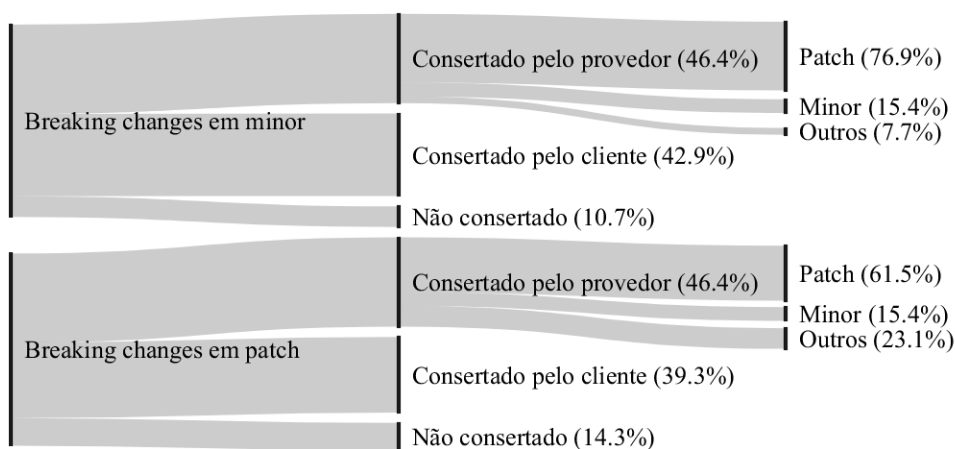 Breaking changes em minor
Consertado pelo provedor (46.4%)
Patch (76.9%)
Minor (15.4%)
Outros (7.7%)
Consertado pelo cliente (42.9%)
Não consertado (10.7%)
Breaking changes em patch
Consertado pelo provedor (46.4%)
Patch (61.5%)
Minor (15.4%)
Outros (23.1%)
Consertado pelo cliente (39.3%)
Não consertado (14.3%)